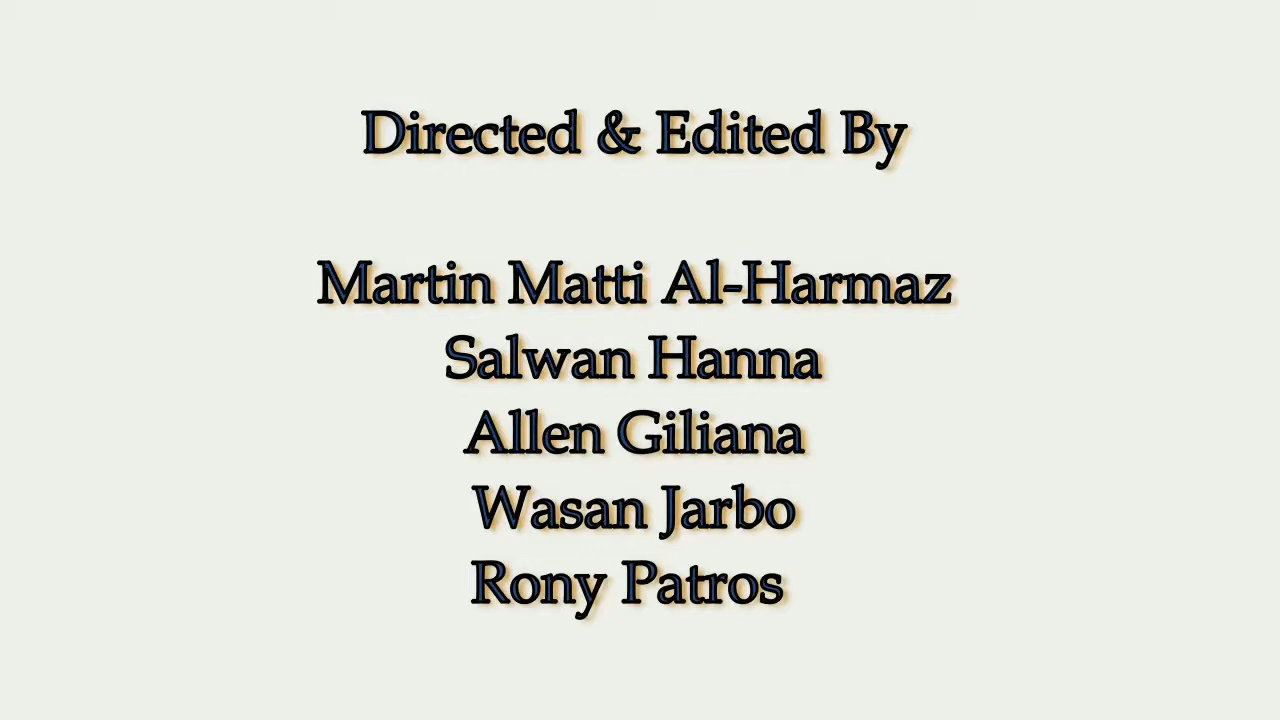 Directed & Edited By
Martin Matti Al-Harmaz
Salwan Hanna
Allen Giliana
Wasan Jarbo
Rony Patros